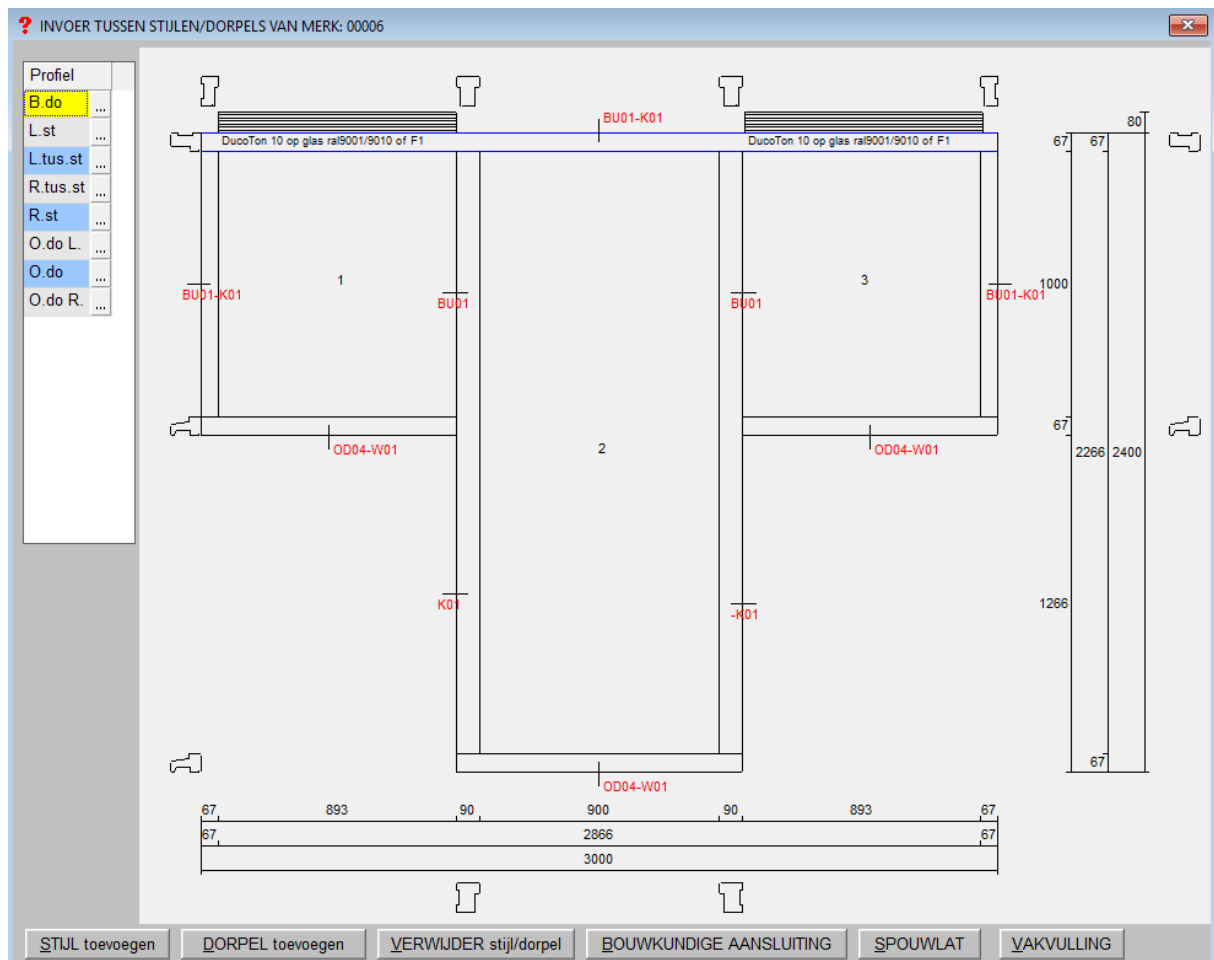 ? INVOER TUSSEN STIJLEN/DORPELS VAN MERK: 00006
Profiel
B.do ...
L.st ...
L.tus.st ...
R.tus.st ...
R.st ...
O.do L. ...
O.do ...
O.do R. ...
BU01-K01
80
DucoTon 10 op glas ral9001/9010 of F1
DucoTon 10 op glas ral9001/9010 of F1
67 67
1
3
BU01-K01
BU01
BU01
BU01-K01
1000
67
OD04-W01
2
OD04-W01
2266 2400
K01
-K01
1266
67
OD04-W01
67 893 90 900 90 893 67
67 2866 67
3000
STIJL toevoegen
DORPEL toevoegen
VERWIJDER stijl/dorpel
BOUWKUNDIGE AANSLUITING
SPOUWLAT
VAKVULLING